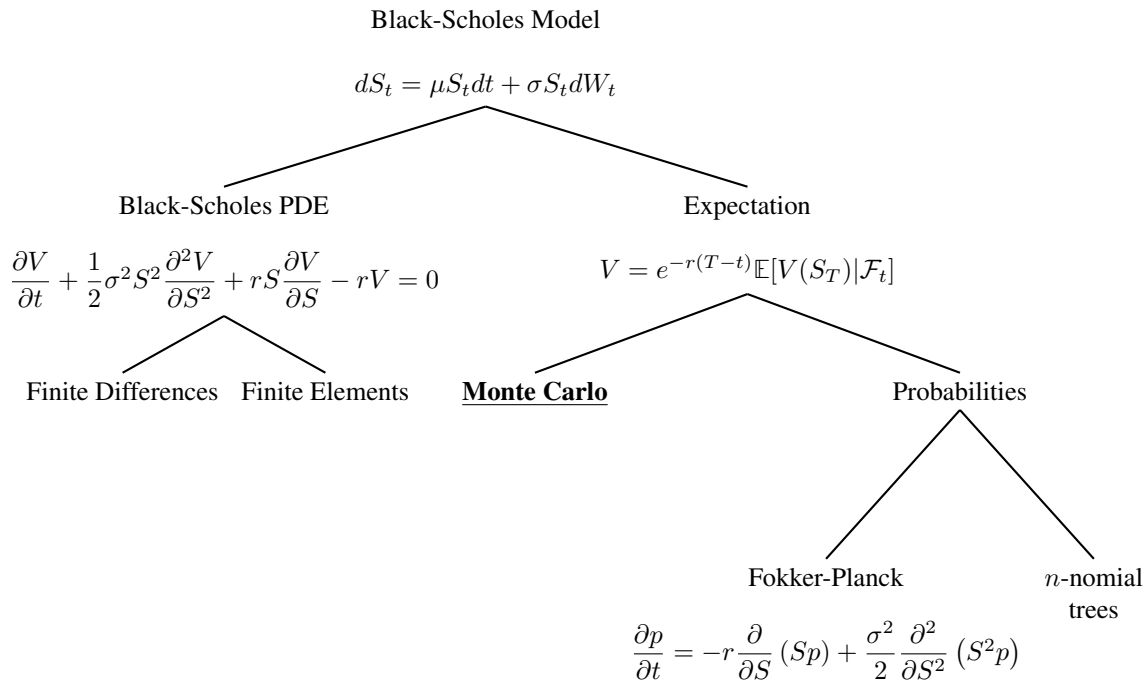 Black-Scholes Model
dS_t = μS_t dt + σS_t dW_t
Black-Scholes PDE
Expectation
∂V/∂t + 1/2 σ²S² ∂²V/∂S² + rS ∂V/∂S − rV = 0
V = e^{−r(T−t)} 𝔼[V(S_T)|ℱ_t]
Finite Differences
Finite Elements
Monte Carlo
Probabilities
Fokker-Planck
n-nomial
trees
∂p/∂t = −r ∂/∂S (Sp) + σ²/2 ∂²/∂S² (S²p)